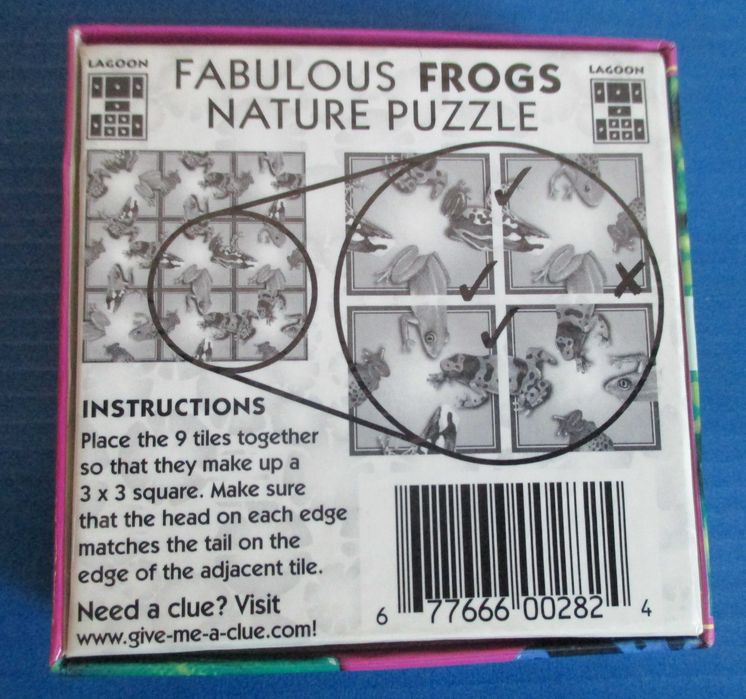 LAGOON
FABULOUS FROGS
NATURE PUZZLE
LAGOON
INSTRUCTIONS
Place the 9 tiles together
so that they make up a
3 x 3 square. Make sure
that the head on each edge
matches the tail on the
edge of the adjacent tile.
Need a clue? Visit
www.give-me-a-clue.com!
6 77666 00282 4